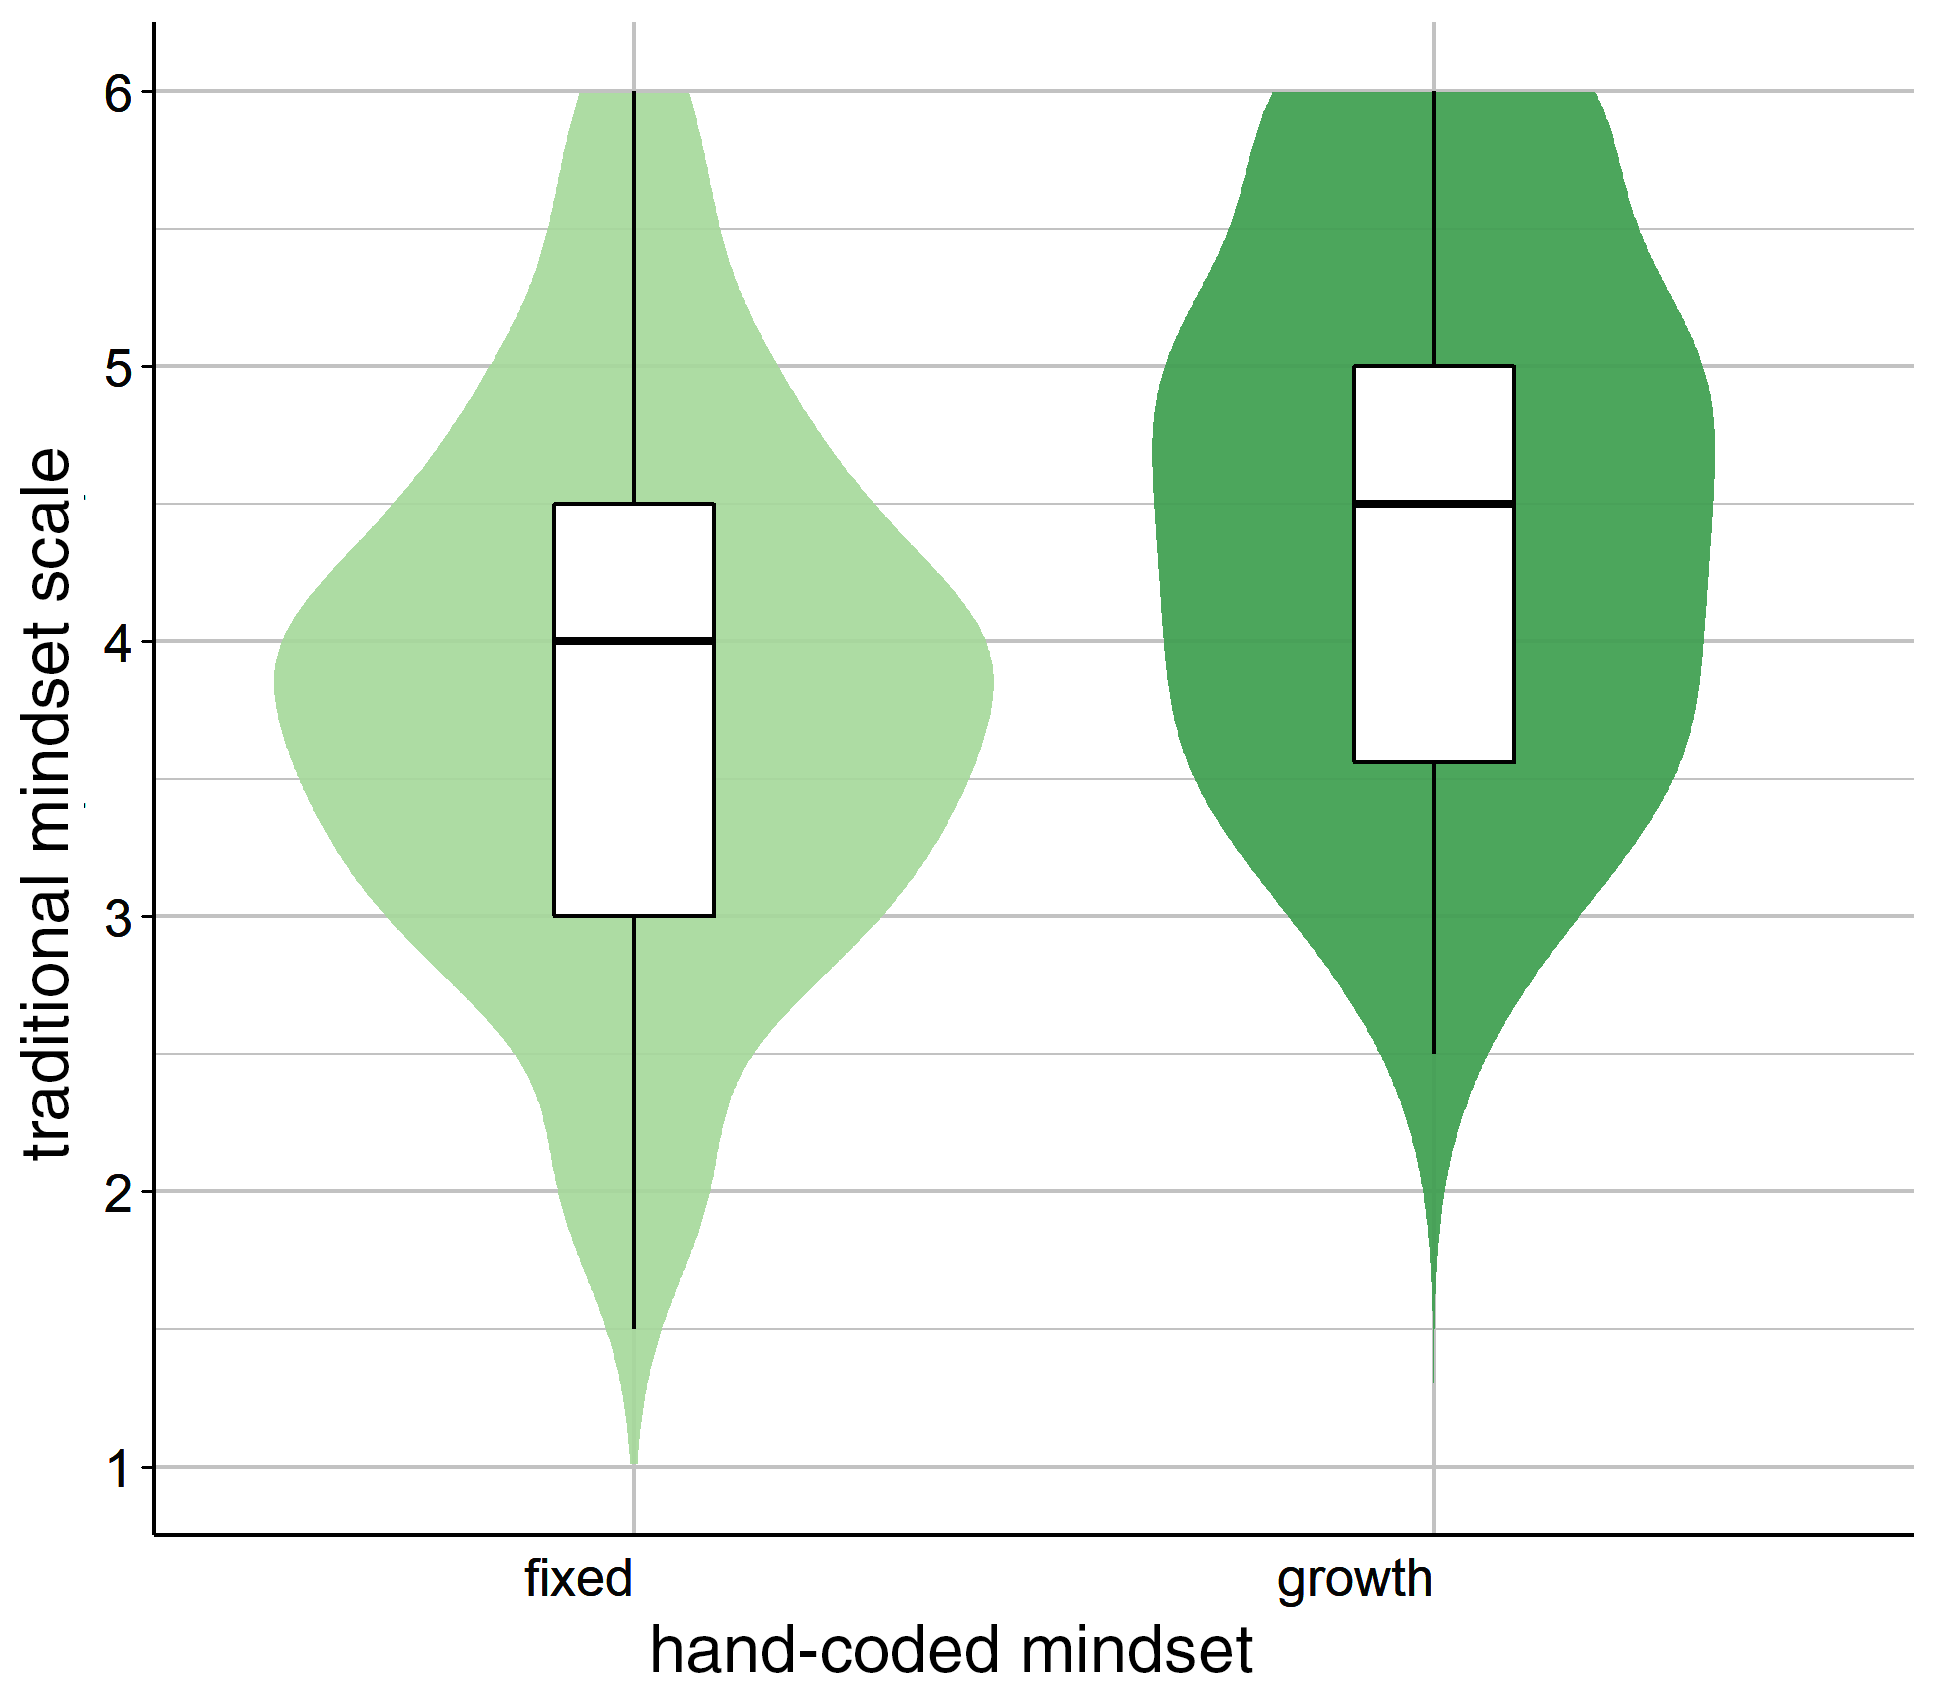 traditional mindset scale
6
5
4
3
2
1
fixed growth
hand-coded mindset